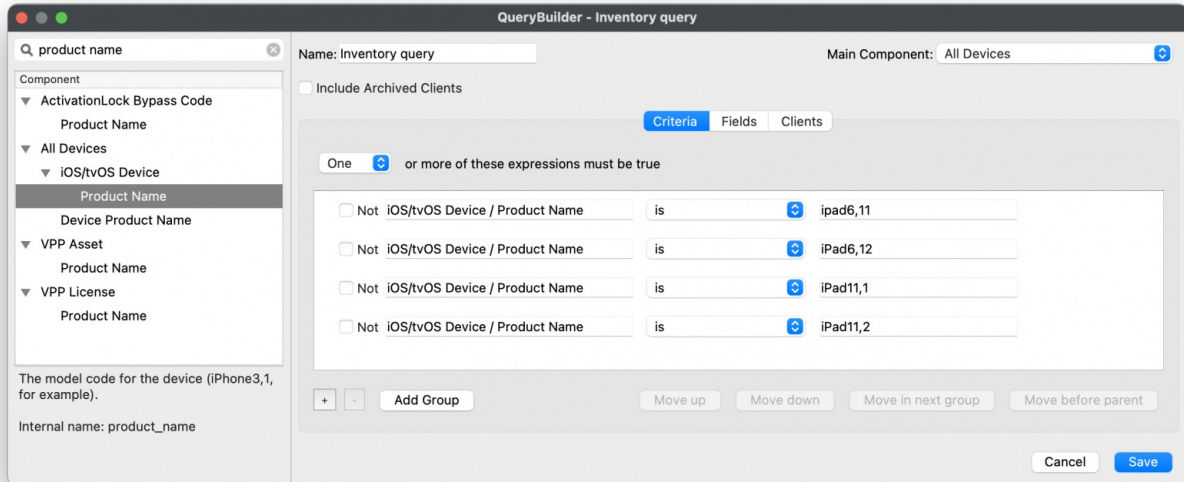 QueryBuilder - Inventory query
product name
Component
ActivationLock Bypass Code
Product Name
All Devices
iOS/tvOS Device
Product Name
Device Product Name
VPP Asset
Product Name
VPP License
Product Name
The model code for the device (iPhone3,1,
for example).
Internal name: product_name
Name: Inventory query
Main Component: All Devices
Include Archived Clients
Criteria Fields Clients
One or more of these expressions must be true
Not iOS/tvOS Device / Product Name is ipad6,11
Not iOS/tvOS Device / Product Name is iPad6,12
Not iOS/tvOS Device / Product Name is iPad11,1
Not iOS/tvOS Device / Product Name is iPad11,2
+ - Add Group Move up Move down Move in next group Move before parent
Cancel Save